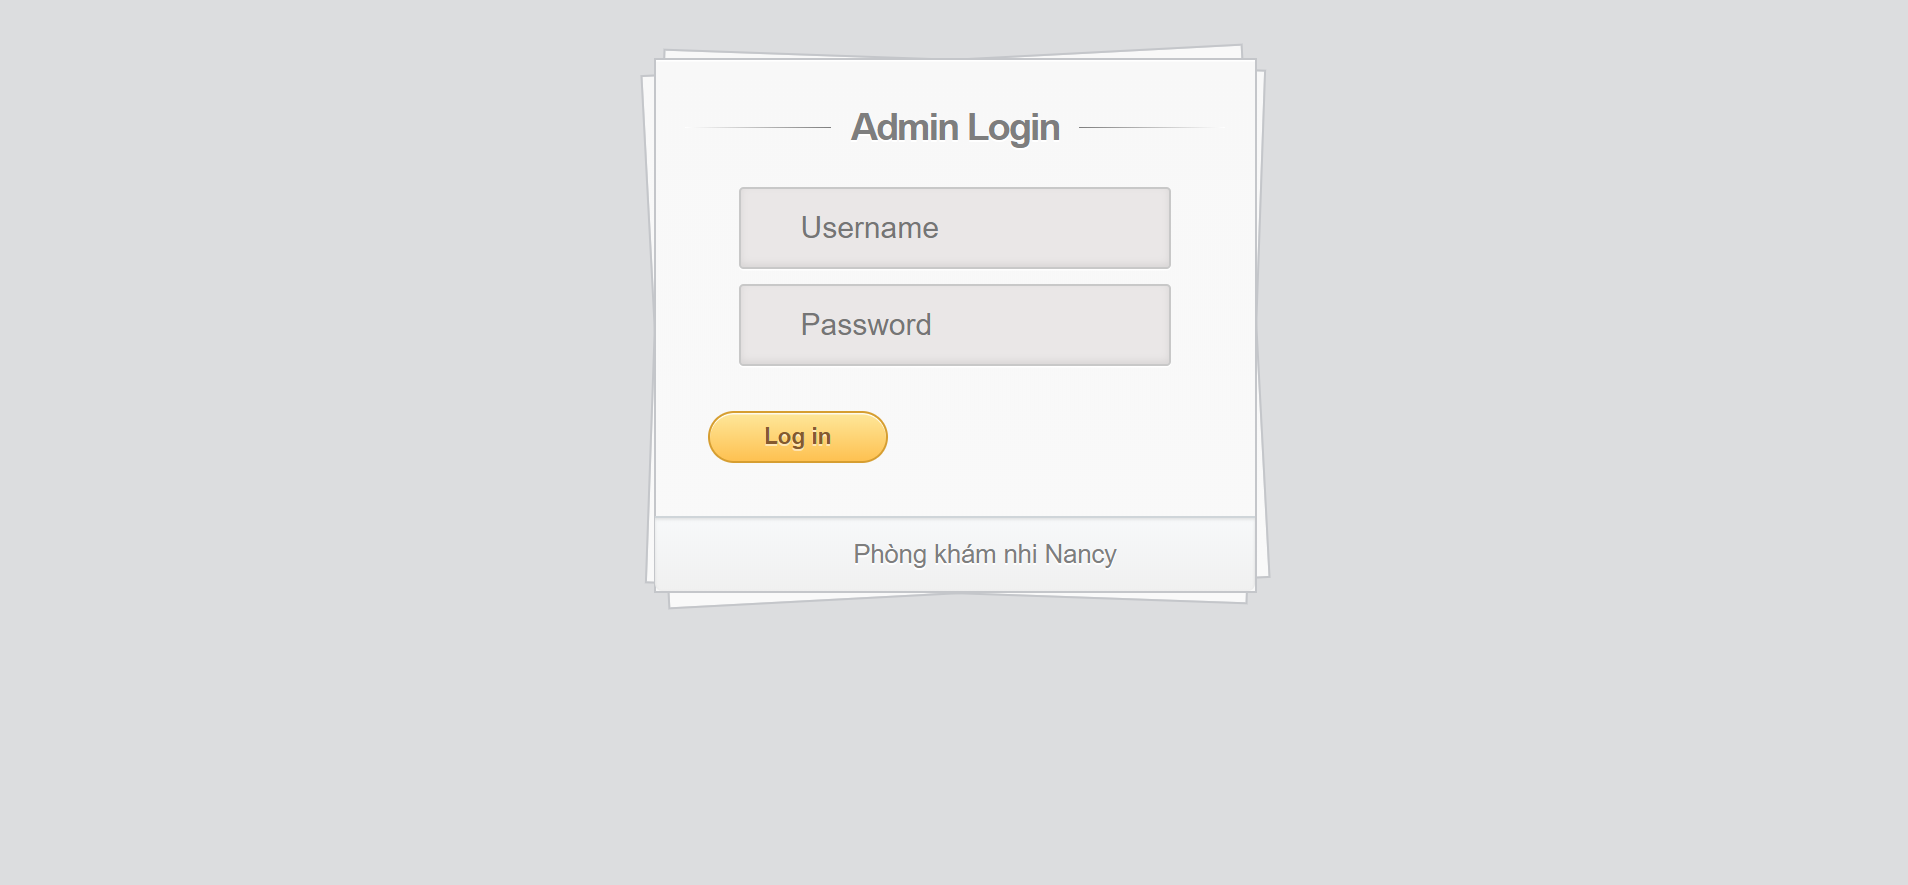 Admin Login
Username
Password
Log in
Phòng khám nhi Nancy